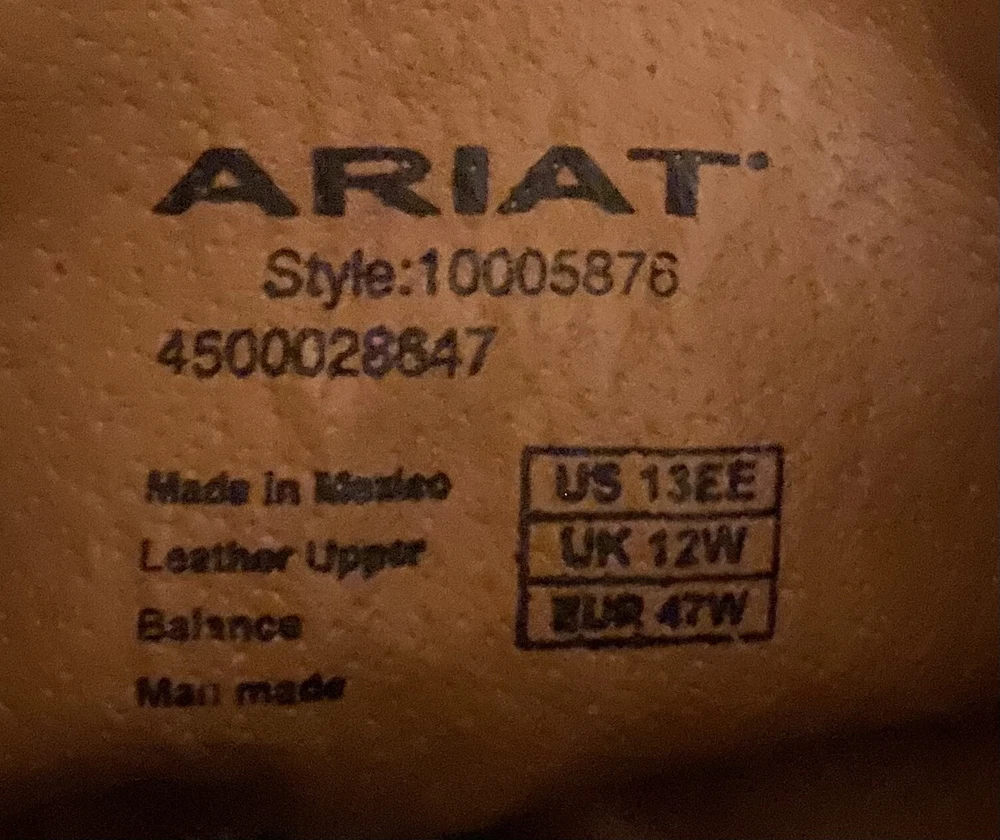 ARIAT
Style:10005876
4500028847
Made in Mexico
Leather Upper
Balance
Man made
US 13EE
UK 12W
EUR 47W